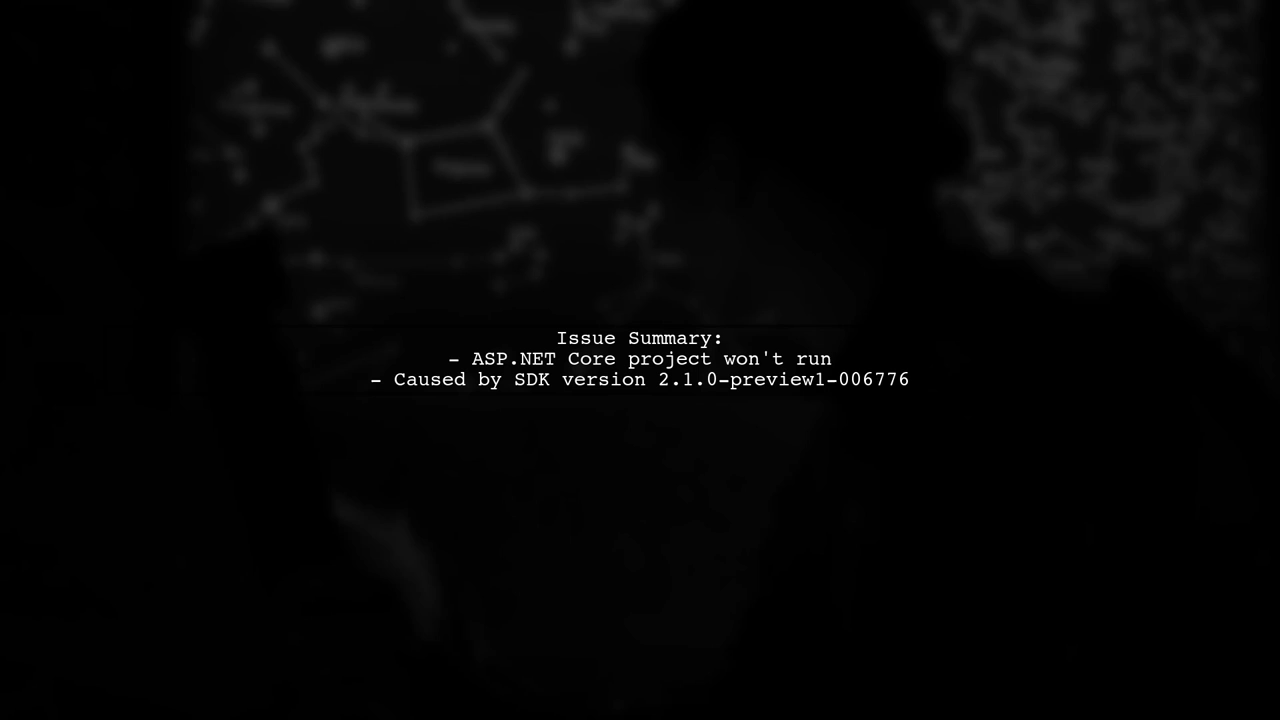 Issue Summary:
- ASP.NET Core project won't run
- Caused by SDK version 2.1.0-preview1-006776